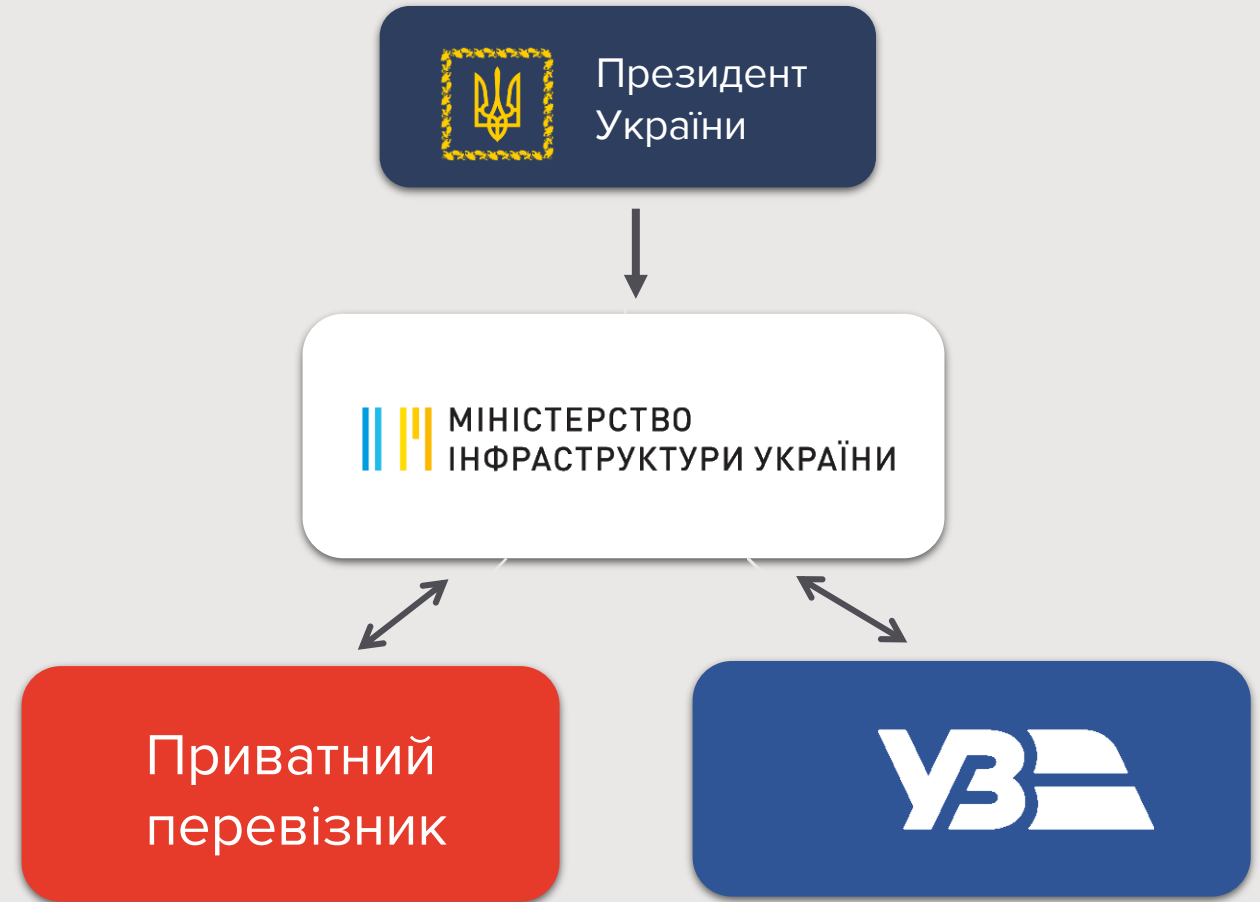 Президент
України
МІНІСТЕРСТВО
ІНФРАСТРУКТУРИ УКРАЇНИ
Приватний
перевізник
УЗ